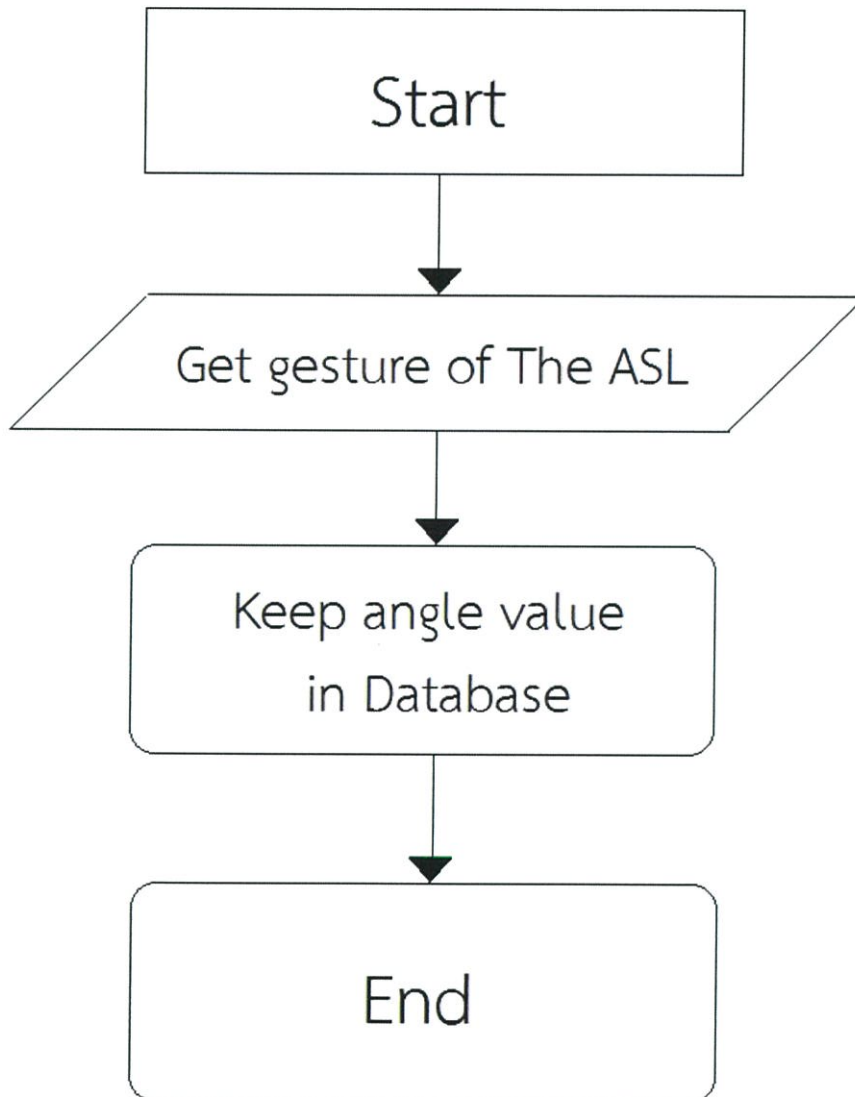 Start
Get gesture of The ASL
Keep angle value
in Database
End